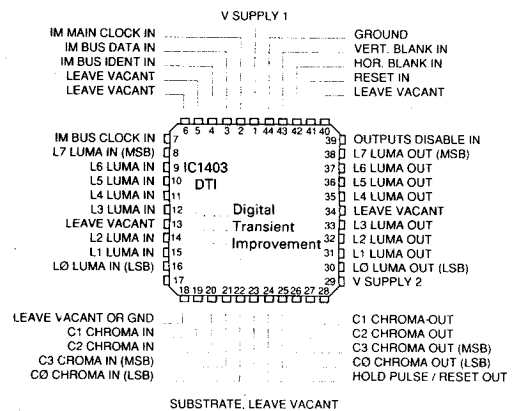 V SUPPLY 1
IM MAIN CLOCK IN
IM BUS DATA IN
IM BUS IDENT IN
LEAVE VACANT
LEAVE VACANT
GROUND
VERT. BLANK IN
HOR. BLANK IN
RESET IN
LEAVE VACANT
6 5 4 3 2 1 44 43 42 41 40
IM BUS CLOCK IN 7
L7 LUMA IN (MSB) 8
L6 LUMA IN 9
L5 LUMA IN 10
L4 LUMA IN 11
L3 LUMA IN 12
LEAVE VACANT 13
L2 LUMA IN 14
L1 LUMA IN 15
LØ LUMA IN (LSB) 16
17
IC1403
DTI
Digital
Transient
Improvement
39 OUTPUTS DISABLE IN
38 L7 LUMA OUT (MSB)
37 L6 LUMA OUT
36 L5 LUMA OUT
35 L4 LUMA OUT
34 LEAVE VACANT
33 L3 LUMA OUT
32 L2 LUMA OUT
31 L1 LUMA OUT
30 LØ LUMA OUT (LSB)
29 V SUPPLY 2
18 19 20 21 22 23 24 25 26 27 28
LEAVE VACANT OR GND
C1 CHROMA IN
C2 CHROMA IN
C3 CROMA IN (MSB)
CØ CHROMA IN (LSB)
C1 CHROMA-OUT
C2 CHROMA OUT
C3 CHROMA OUT (MSB)
CØ CHROMA OUT (LSB)
HOLD PULSE / RESET OUT
SUBSTRATE, LEAVE VACANT